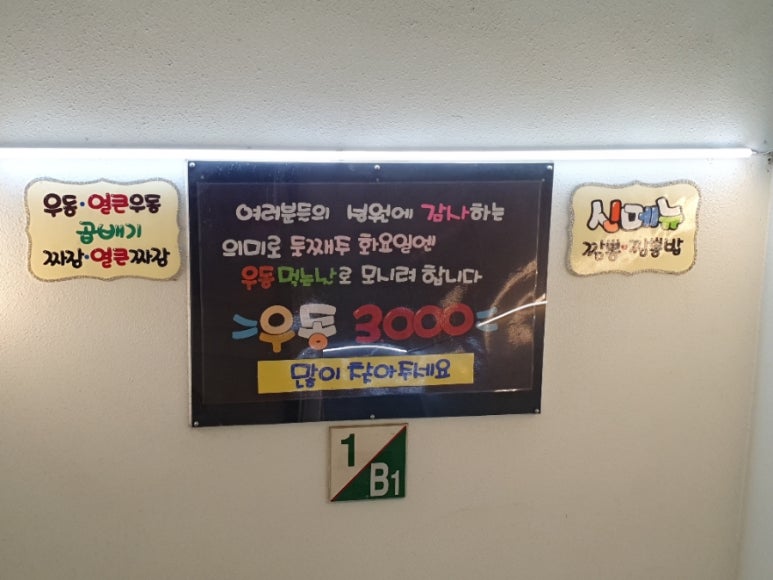 우동·얼큰우동
곱배기
짜장·얼큰짜장
여러분들의 성원에 감사하는
의미로 둣째주 화요일엔
우동먹는난로 모시려 합니다
=우동 3000=
많이 찾아주세요
신메뉴
짬뽕·짬뽕밥
1
B1